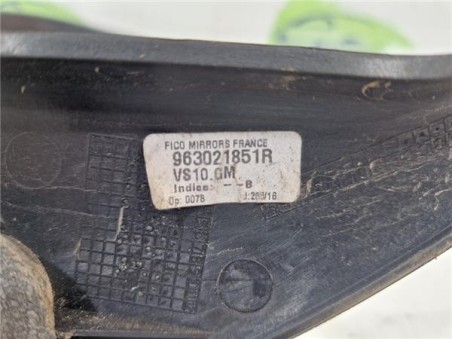 FICO MIRRORS FRANCE
963021851R
VS10.GM
Indice: - -B
Op: 0078